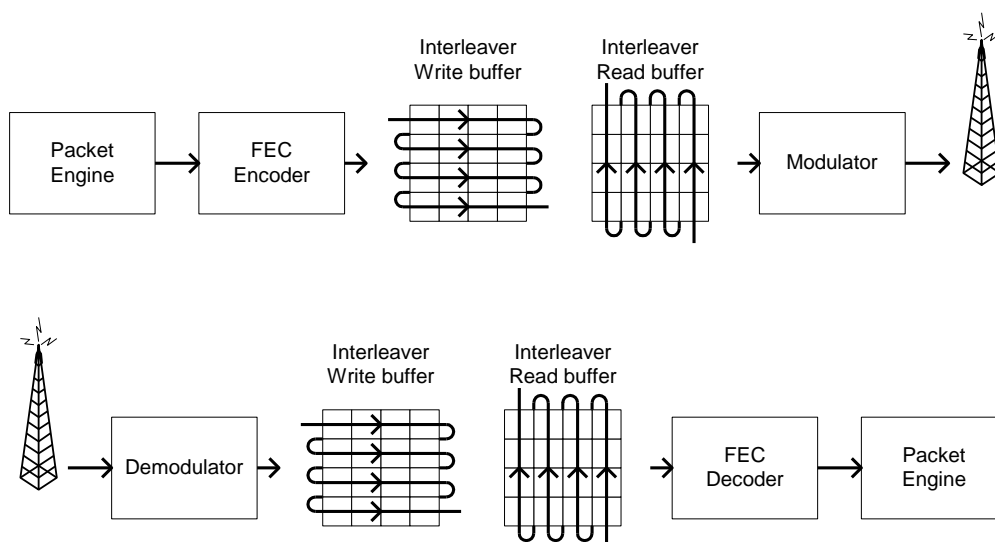 Interleaver
Write buffer
Interleaver
Read buffer
Packet
Engine
FEC
Encoder
Modulator
Interleaver
Write buffer
Interleaver
Read buffer
Demodulator
FEC
Decoder
Packet
Engine